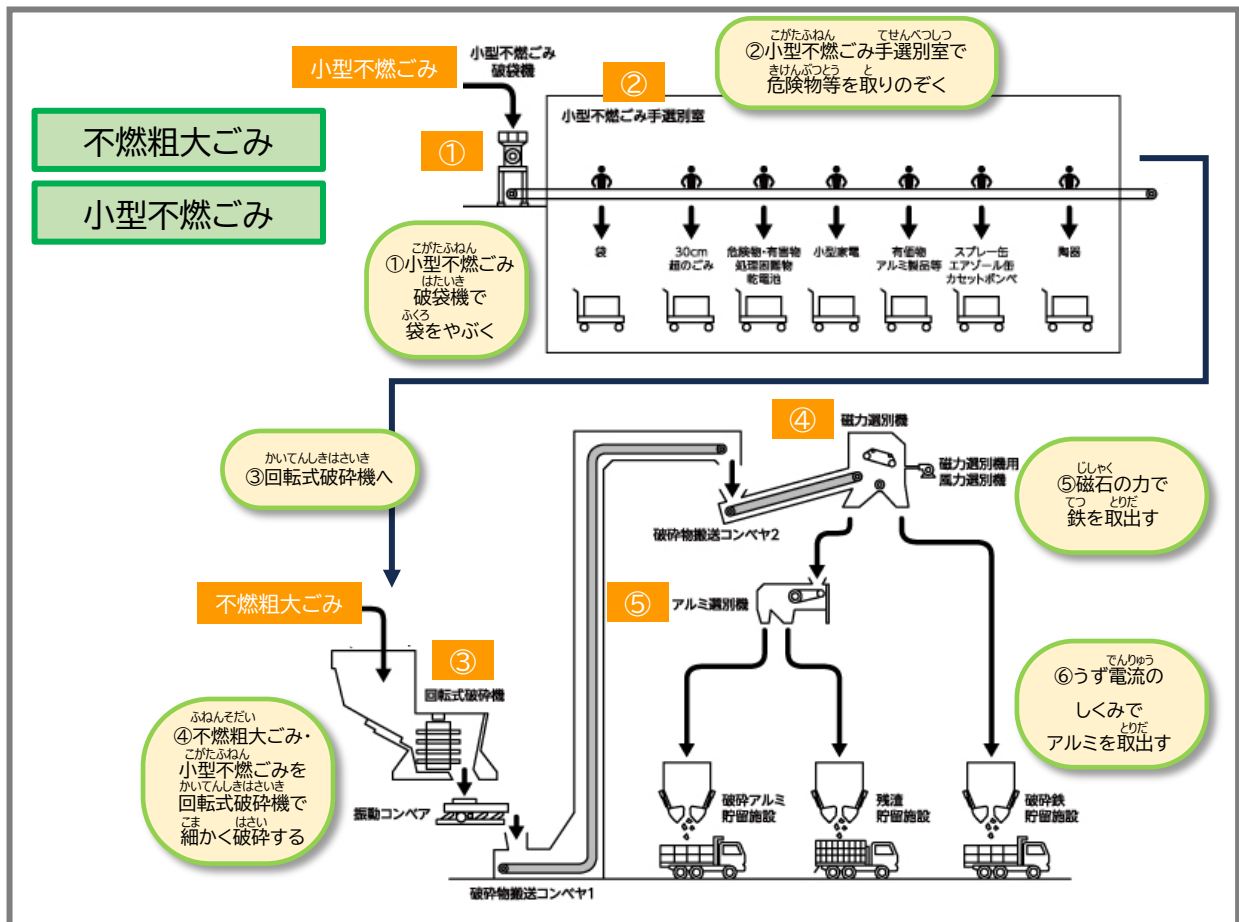 不燃粗大ごみ
小型不燃ごみ
小型不燃ごみ
小型不燃ごみ
破袋機
①
②
小型不燃ごみ手選別室
こがたふねん てせんべつしつ
②小型不燃ごみ手選別室で
きけんぶつとう と
危険物等を取りのぞく
こがたふねん
①小型不燃ごみ
はたいき
破袋機で
ふくろ
袋をやぶく
袋
30cm
超のごみ
危険物・有害物
処理困難物
乾電池
小型家電
有価物
アルミ製品等
スプレー缶
エアゾール缶
カセットボンベ
陶器
かいてんしきはさいき
③回転式破砕機へ
④
磁力選別機
磁力選別機用
風力選別機
じしゃく
⑤磁石の力で
てつ とりだ
鉄を取出す
破砕物搬送コンベヤ2
⑤
アルミ選別機
不燃粗大ごみ
③
回転式破砕機
ふねんそだい
④不燃粗大ごみ・
こがたふねん
小型不燃ごみを
かいてんしきはさいき
回転式破砕機で
こま はさい
細かく破砕する
振動コンベア
破砕物搬送コンベヤ1
でんりゅう
⑥うず電流の
しくみで
とりだ
アルミを取出す
破砕アルミ
貯留施設
残渣
貯留施設
破砕鉄
貯留施設